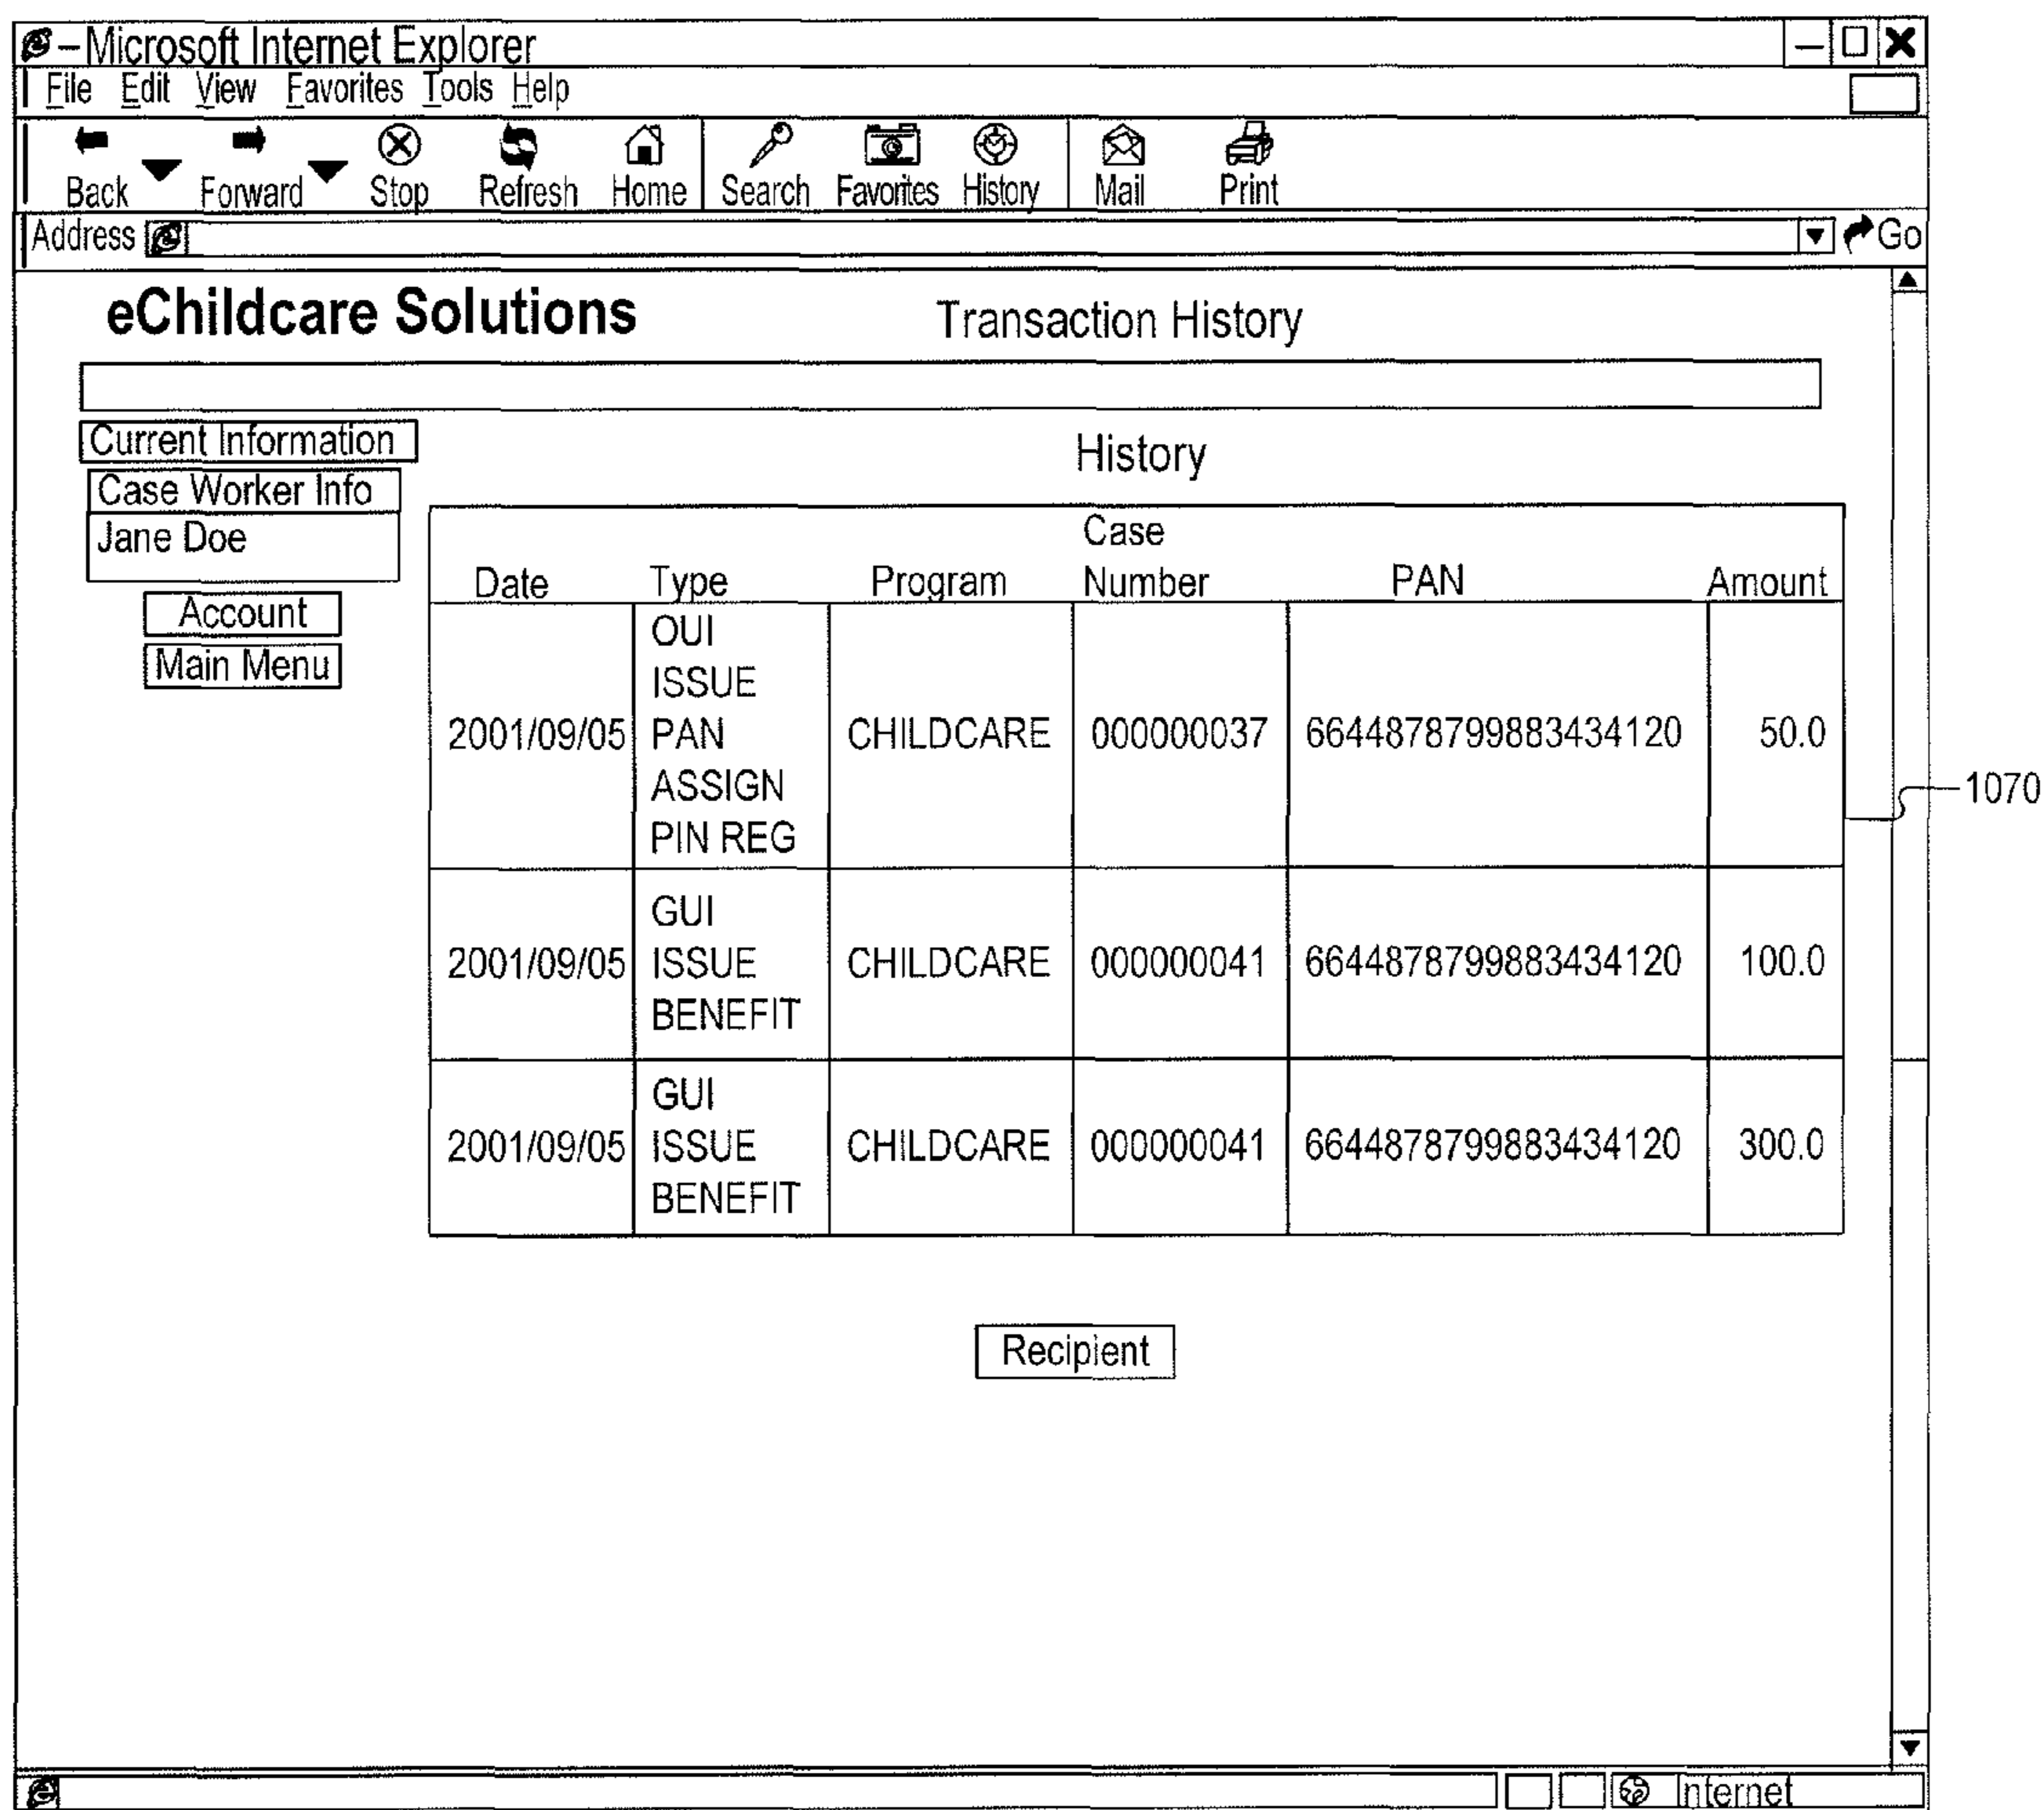 – Microsoft Internet Explorer
File Edit View Favorites Tools Help
Back Forward Stop Refresh Home Search Favorites History Mail Print
Address Go
eChildcare Solutions Transaction History
Current Information
History
Case Worker Info
Jane Doe
Account
Main Menu
Case
Date Type Program Number PAN Amount
OUI
ISSUE
2001/09/05 PAN CHILDCARE 000000037 6644878799883434120 50.0
ASSIGN
PIN REG
1070
GUI
2001/09/05 ISSUE CHILDCARE 000000041 6644878799883434120 100.0
BENEFIT
GUI
2001/09/05 ISSUE CHILDCARE 000000041 6644878799883434120 300.0
BENEFIT
Recipient
Internet